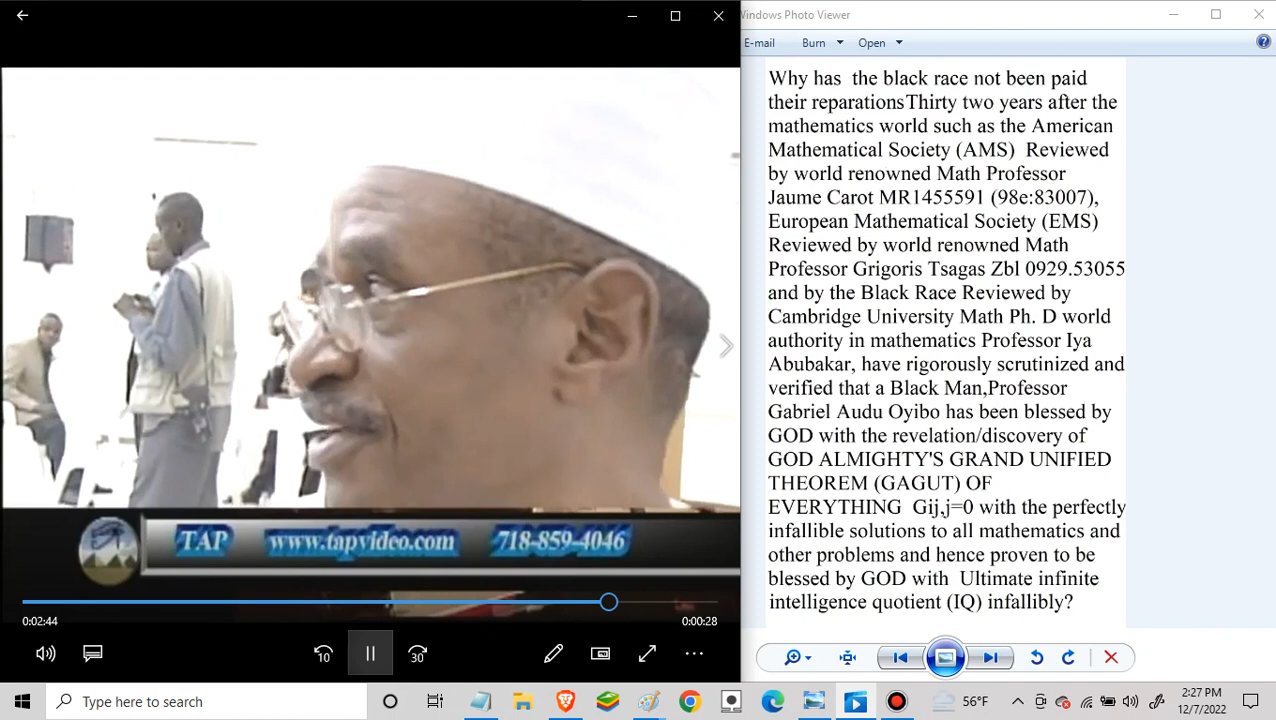 Windows Photo Viewer
E-mail Burn Open
Why has the black race not been paid
their reparationsThirty two years after the
mathematics world such as the American
Mathematical Society (AMS) Reviewed
by world renowned Math Professor
Jaume Carot MR1455591 (98e:83007),
European Mathematical Society (EMS)
Reviewed by world renowned Math
Professor Grigoris Tsagas Zbl 0929.53055
and by the Black Race Reviewed by
Cambridge University Math Ph. D world
authority in mathematics Professor Iya
Abubakar, have rigorously scrutinized and
verified that a Black Man,Professor
Gabriel Audu Oyibo has been blessed by
GOD with the revelation/discovery of
GOD ALMIGHTY'S GRAND UNIFIED
THEOREM (GAGUT) OF
EVERYTHING Gij,j=0 with the perfectly
infallible solutions to all mathematics and
other problems and hence proven to be
blessed by GOD with Ultimate infinite
intelligence quotient (IQ) infallibly?
TAP www.tapvideo.com 718-859-4046
0:02:44 0:00:28
10 30
Type here to search
56°F
2:27 PM
12/7/2022